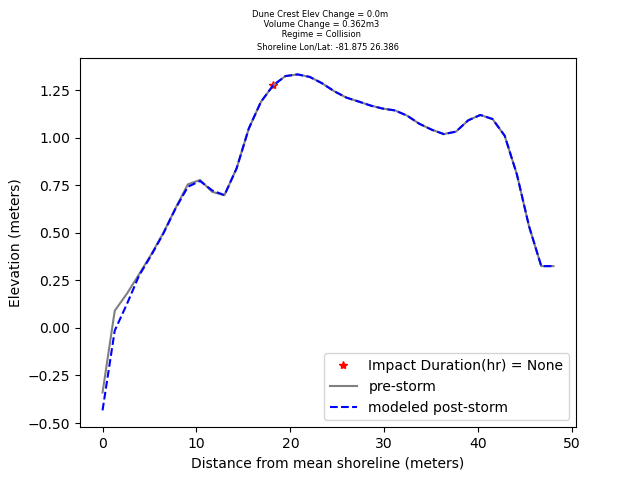 Dune Crest Elev Change = 0.0m
Volume Change = 0.362m3
Regime = Collision
Shoreline Lon/Lat: -81.875 26.386
1.25
1.00
0.75
0.50
0.25
0.00
−0.25
−0.50
Elevation (meters)
Impact Duration(hr) = None
pre-storm
modeled post-storm
0 10 20 30 40 50
Distance from mean shoreline (meters)